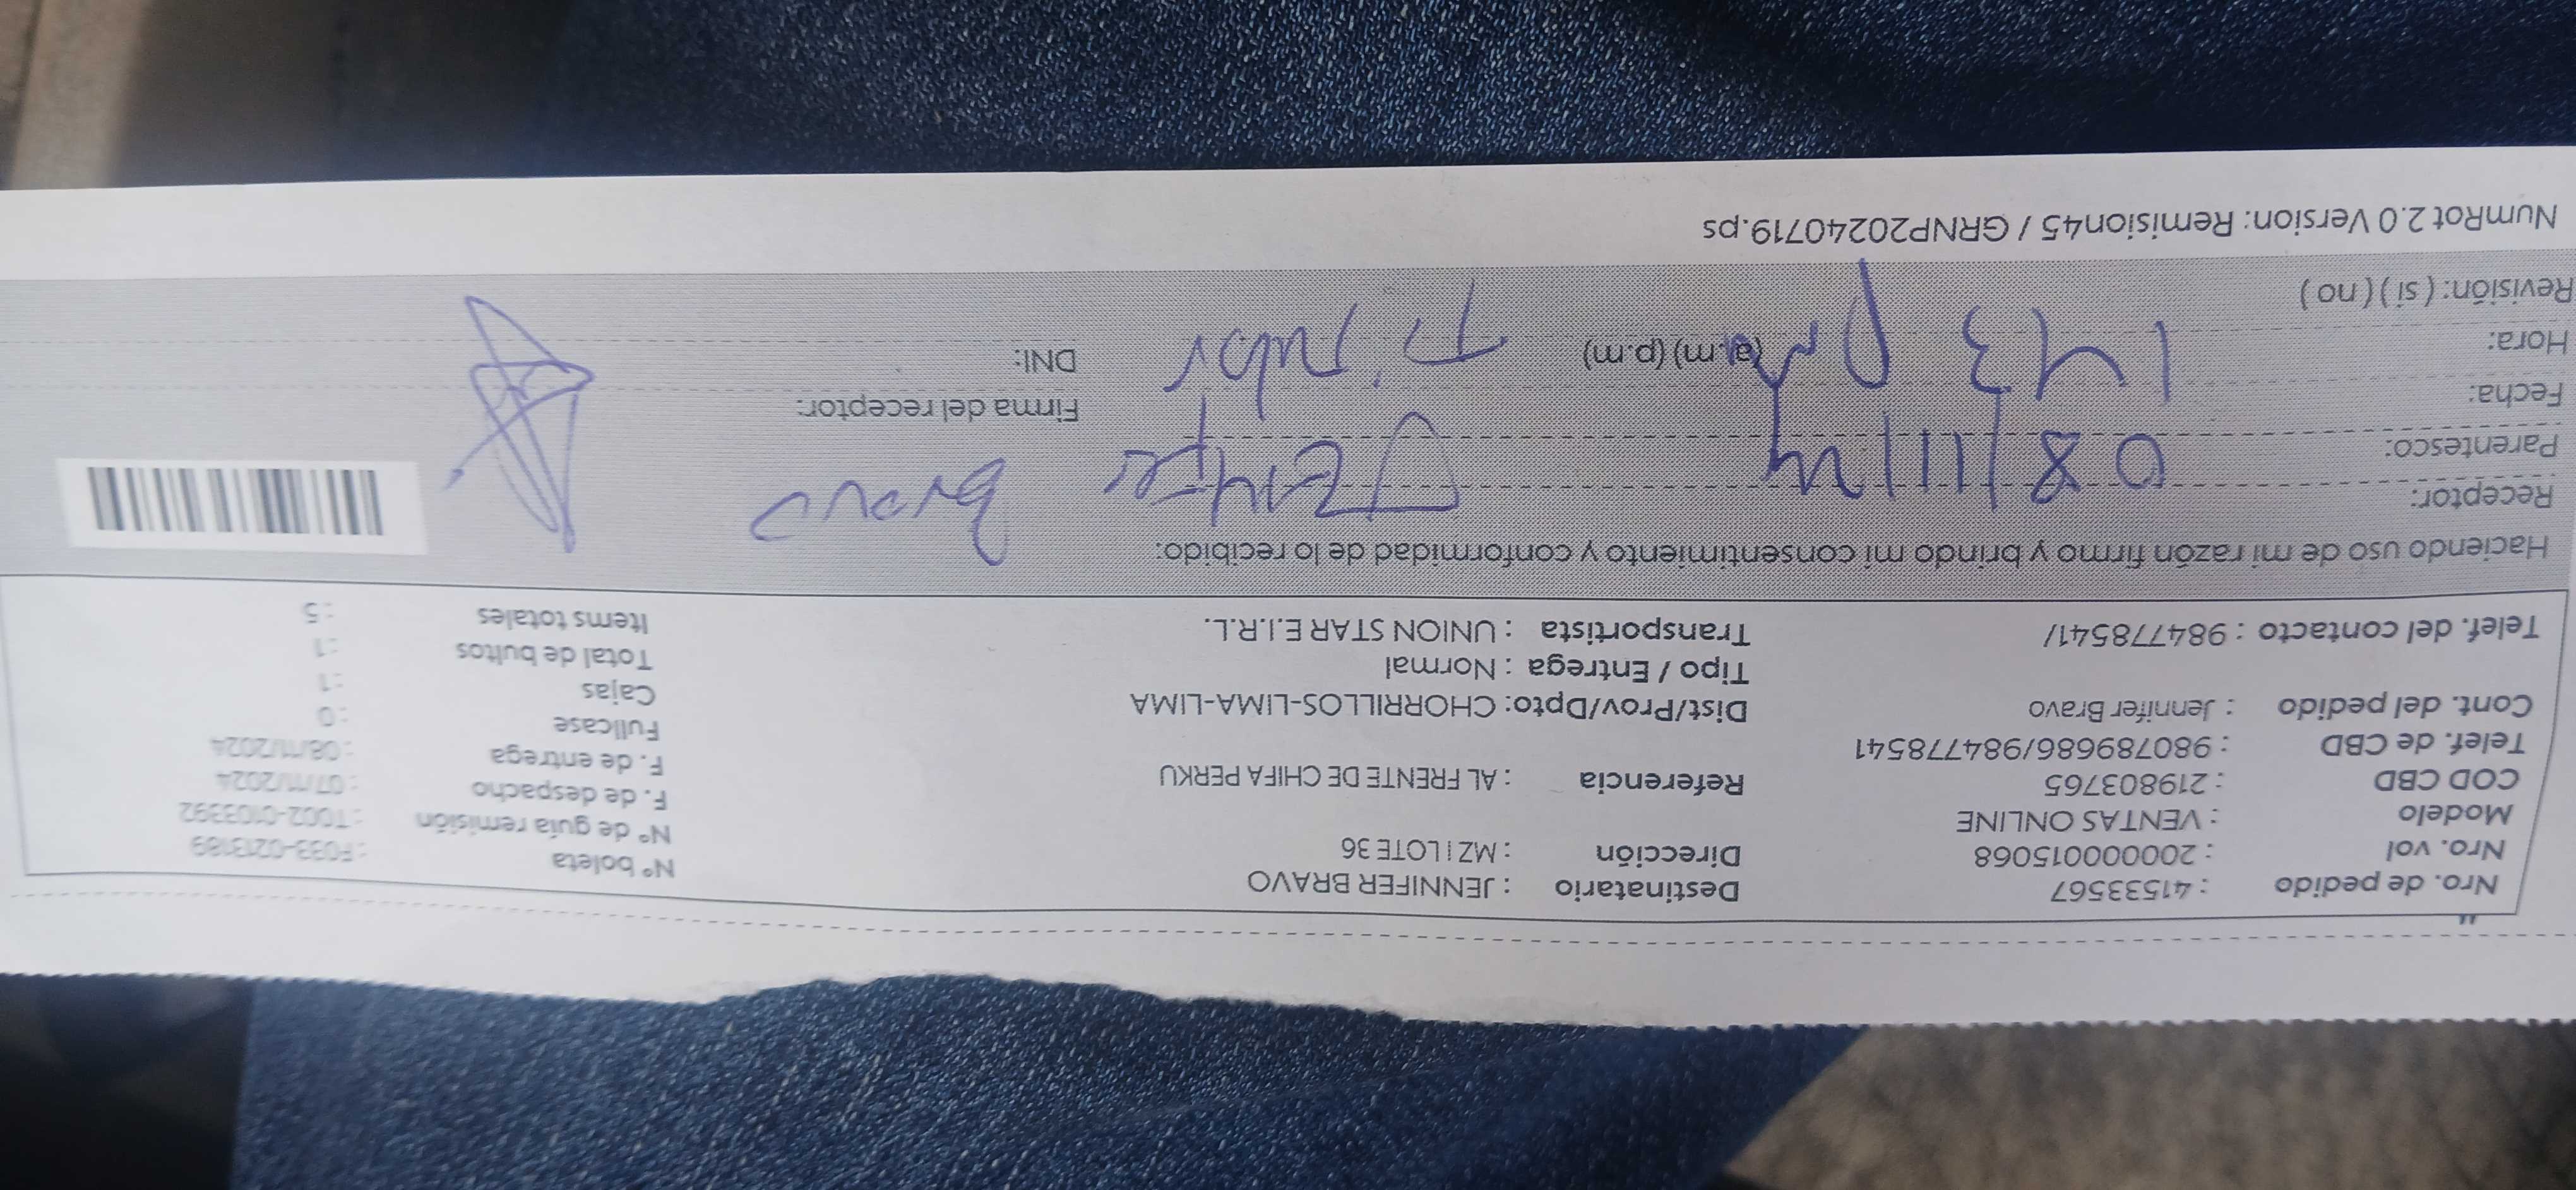 Nro. de pedido : 41533567 Destinatario : JENNIFER BRAVO Nº boleta : F033-0213189
Nro. vol : 2000000015068 Dirección : MZ I LOTE 36 Nº de guía remisión : T002-0103392
Modelo : VENTAS ONLINE F. de despacho : 07/11/2024
COD CBD : 219803765 Referencia : AL FRENTE DE CHIFA PERKU F. de entrega : 08/11/2024
Telef. de CBD : 980789686/984778541 Fullcase : 0
Cont. del pedido : Jennifer Bravo Dist/Prov/Dpto: CHORRILLOS-LIMA-LIMA Cajas : 1
Tipo / Entrega : Normal Total de bultos : 1
Telef. del contacto : 984778541/ Transportista : UNION STAR E.I.R.L. Items totales : 5
Haciendo uso de mi razón firmo y brindo mi consentimiento y conformidad de lo recibido:
Receptor: Bravo
Parentesco: 08/11/24
Fecha: Firma del receptor:
Hora: 1 43 pm (a.m) (p.m) DNI:
Revisión: ( si ) ( no )
NumRot 2.0 Version: Remision45 / GRNP20240719.ps